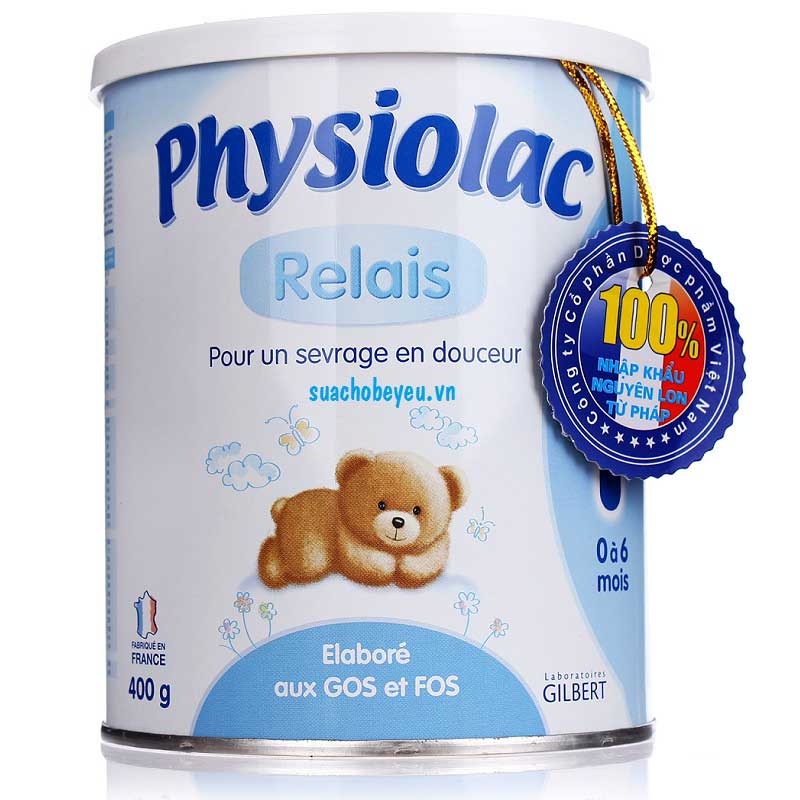 Physiolac
Relais
Pour un sevrage en douceur
suachobeyeu.vn
Công ty Cổ phần Dược phẩm Việt Nam
100%
NHẬP KHẨU
NGUYÊN LON
TỪ PHÁP
0 à 6
mois
FABRIQUÉ EN
FRANCE
400 g
Elaboré
aux GOS et FOS
Laboratoires
GILBERT